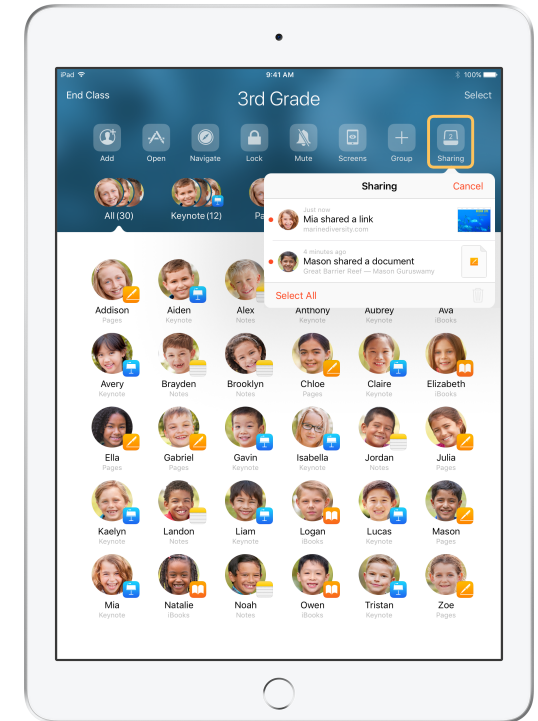 iPad 9:41 AM 100%
End Class 3rd Grade Select
Add Open Navigate Lock Mute Screens Group Sharing
2
All (30) Keynote (12)
Sharing Cancel
Just now
Mia shared a link
marinediversity.com
4 minutes ago
Mason shared a document
Great Barrier Reef — Mason Guruswamy
Select All
Addison Aiden Alex Anthony Aubrey Ava
Pages Keynote Notes Keynote Keynote iBooks
Avery Brayden Brooklyn Chloe Claire Elizabeth
Keynote Notes Notes Pages Keynote iBooks
Ella Gabriel Gavin Isabella Jordan Julia
Pages Pages Keynote Keynote Notes Pages
Kaelyn Landon Liam Logan Lucas Mason
Keynote Notes Keynote iBooks Keynote Pages
Mia Natalie Noah Owen Tristan Zoe
Keynote iBooks Notes iBooks Keynote Pages